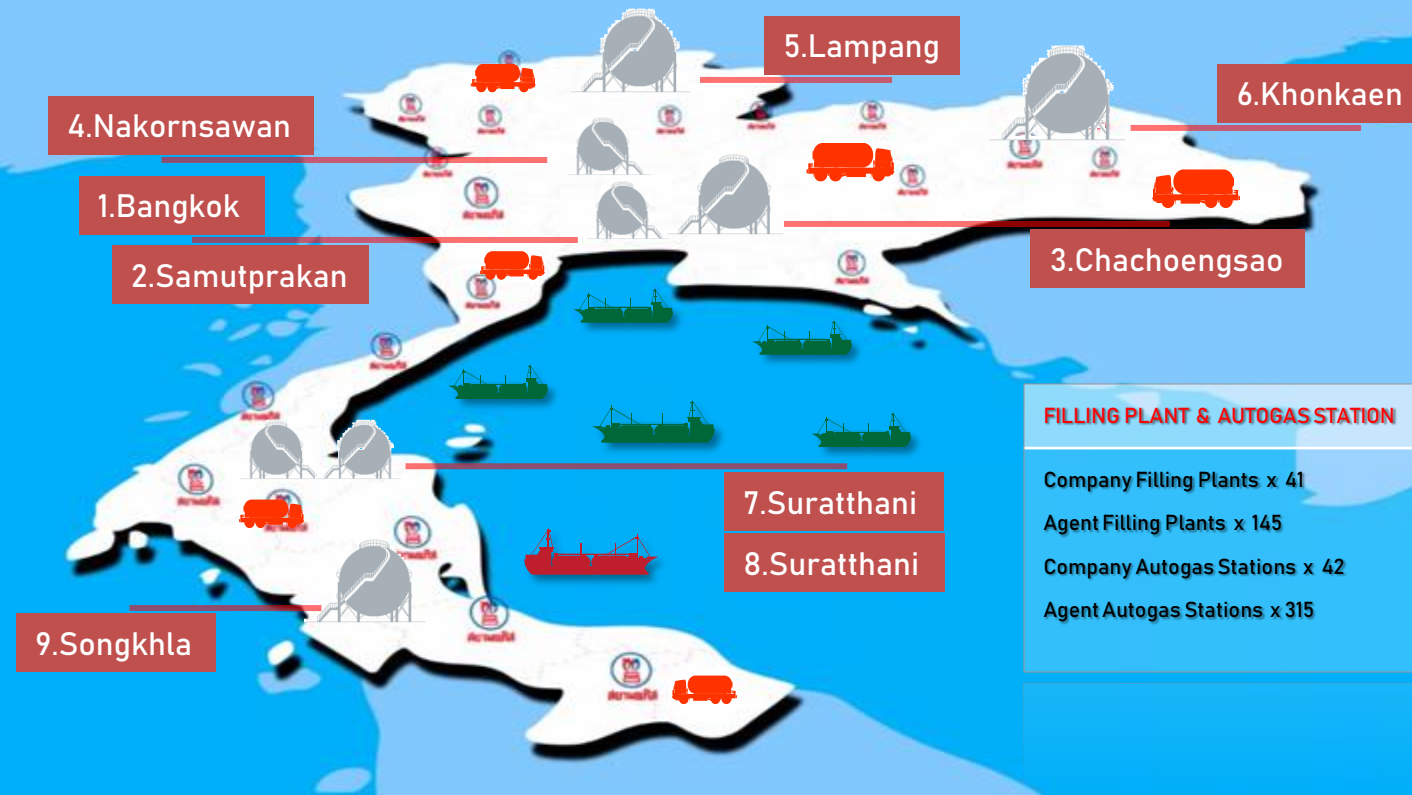 5.Lampang
6.Khonkaen
4.Nakornsawan
1.Bangkok
2.Samutprakan
3.Chachoengsao
FILLING PLANT & AUTOGAS STATION
Company Filling Plants x 41
Agent Filling Plants x 145
Company Autogas Stations x 42
Agent Autogas Stations x 315
7.Suratthani
8.Suratthani
9.Songkhla